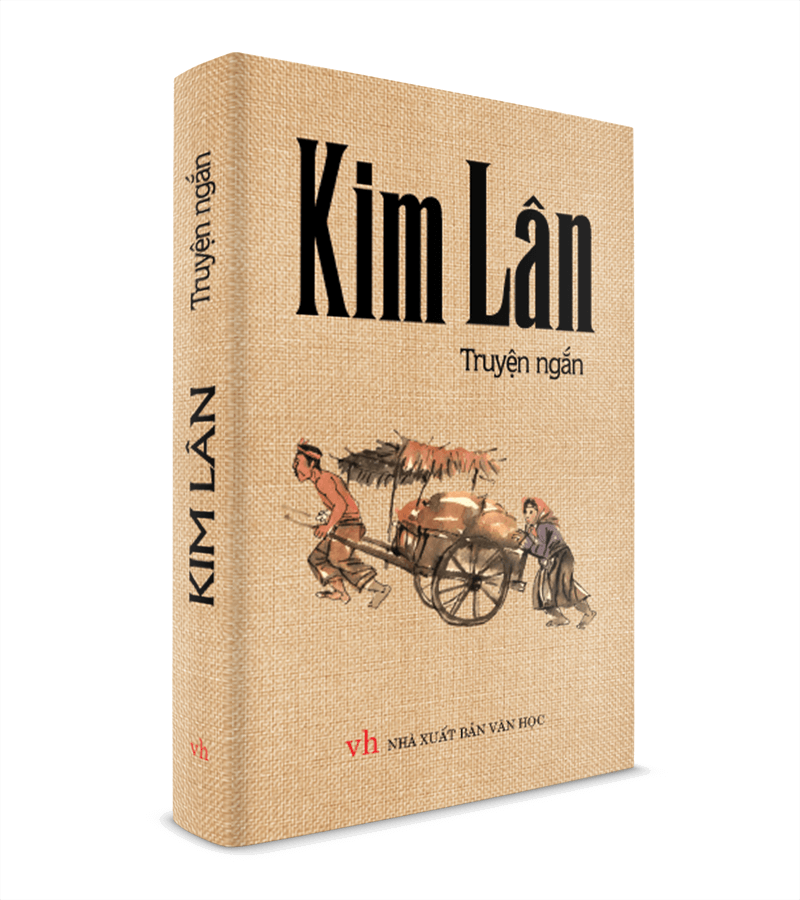 Kim Lân
Truyện ngắn
vh NHÀ XUẤT BẢN VĂN HỌC
Truyện ngắn
KIM LÂN
vh